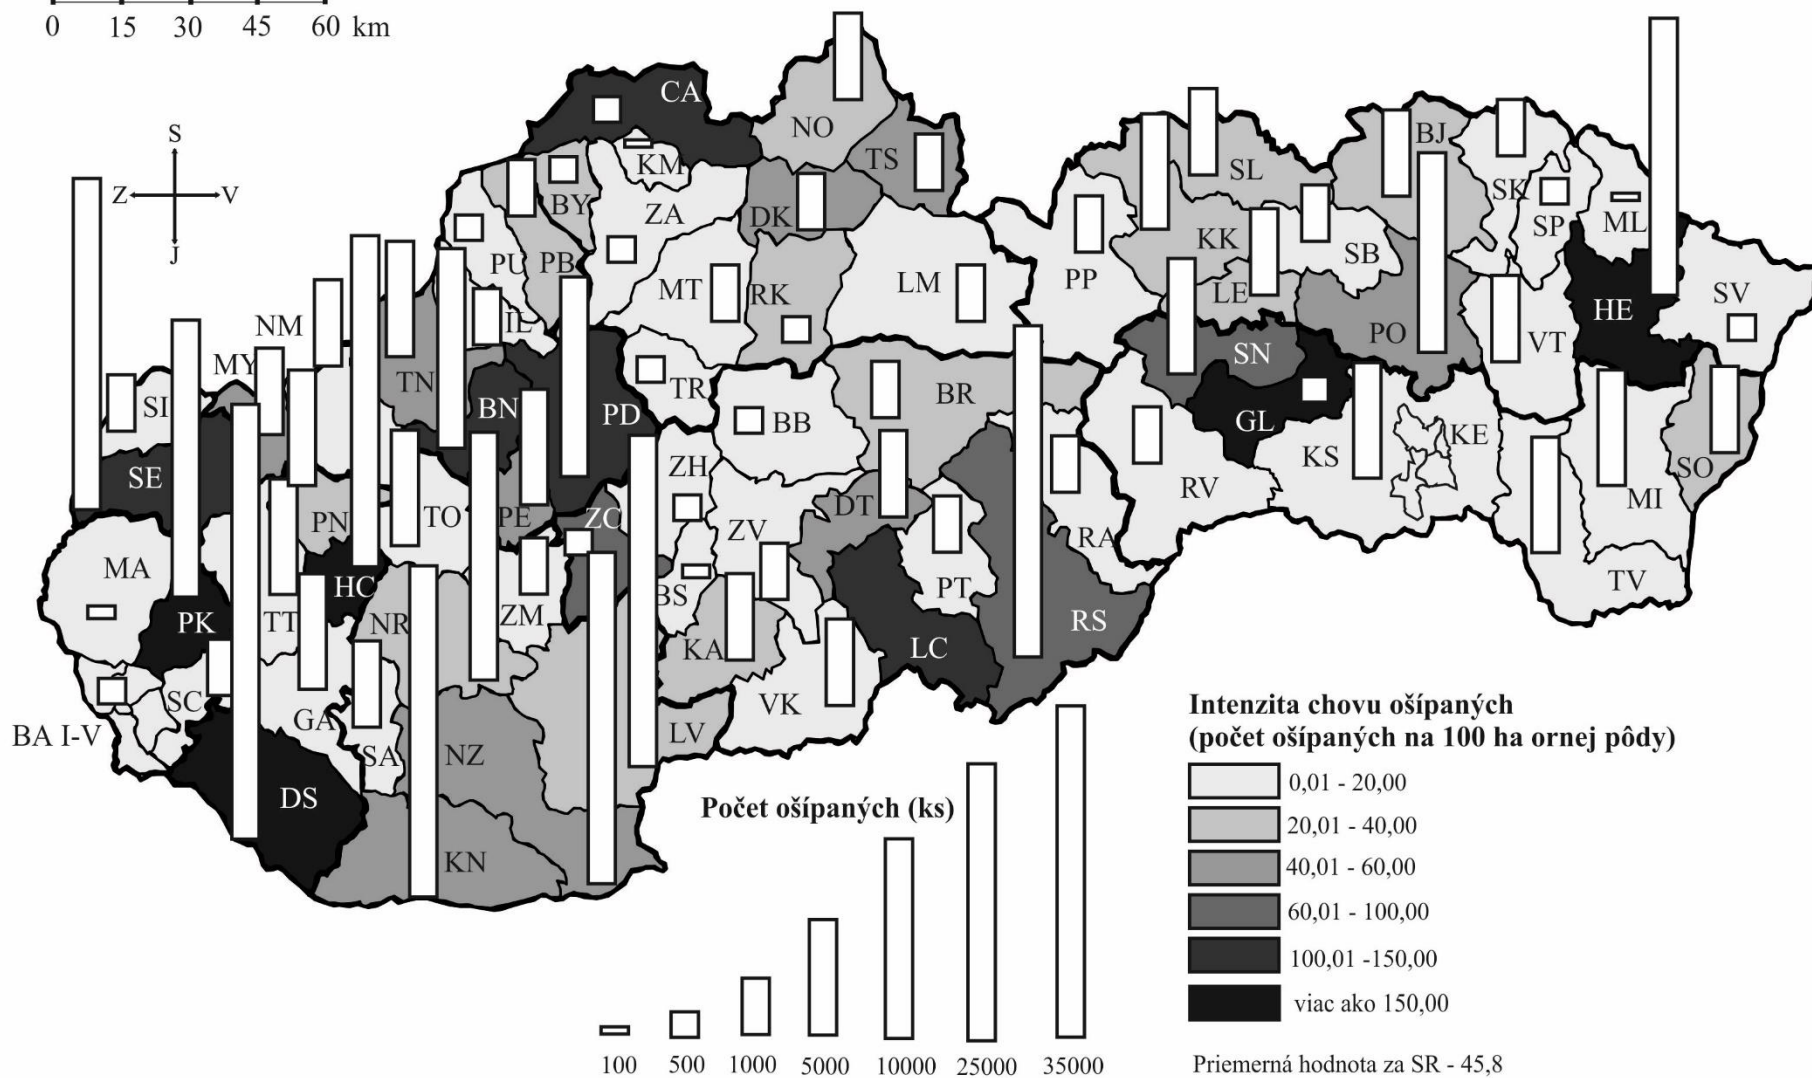 0 15 30 45 60 km
S
Z V
J
CA
NO
KM
TS
BY
ZA
DK
PU
PB
MT
RK
LM
IL
TR
NM
MY
TN
BN
PD
SI
SE
BJ
SL
SK
SP
ML
KK
SB
PP
LE
PO
VT
HE
SV
SN
GL
BR
BB
ZH
KS
KE
RV
MI
SO
TV
MA
PN
TO
PE
ZC
ZV
DT
PT
RA
RS
LC
HC
PK
TT
NR
ZM
BS
KA
VK
SC
GA
SA
NZ
LV
BA I-V
DS
KN
Počet ošípaných (ks)
100 500 1000 5000 10000 25000 35000
Intenzita chovu ošípaných
(počet ošípaných na 100 ha ornej pôdy)
0,01 - 20,00
20,01 - 40,00
40,01 - 60,00
60,01 - 100,00
100,01 -150,00
viac ako 150,00
Priemerná hodnota za SR - 45,8